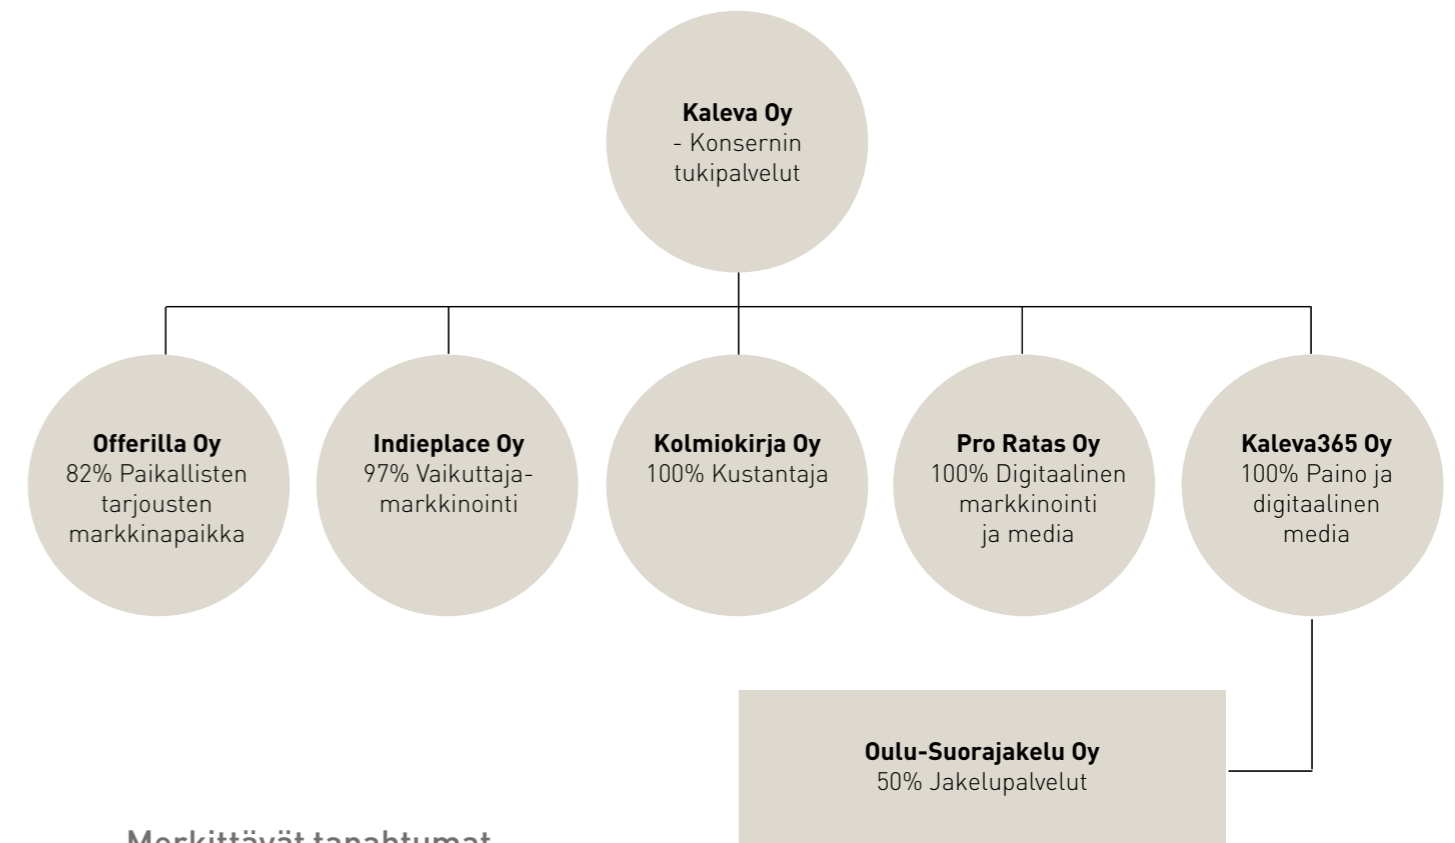 Kaleva Oy
- Konsernin
tukipalvelut
Offerilla Oy
82% Paikallisten
tarjousten
markkinapaikka
Indieplace Oy
97% Vaikuttaja-
markkinointi
Kolmiokirja Oy
100% Kustantaja
Pro Ratas Oy
100% Digitaalinen
markkinointi
ja media
Kaleva365 Oy
100% Paino ja
digitaalinen
media
Oulu-Suorajakelu Oy
50% Jakelupalvelut
Merkittävät tapahtumat